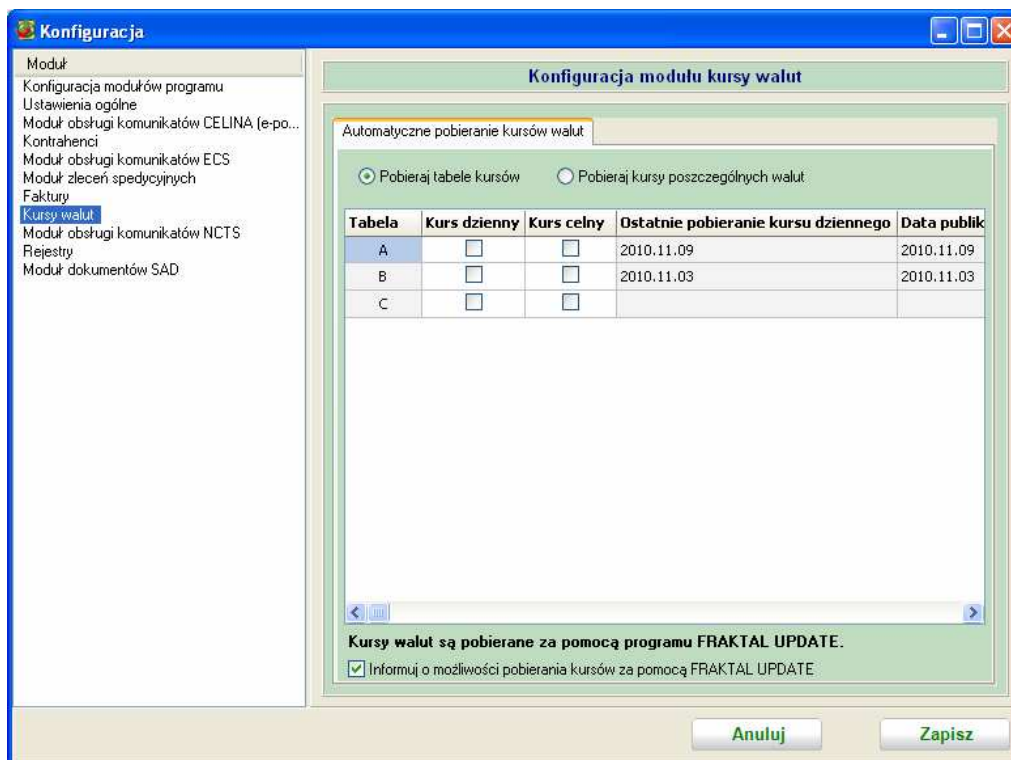 Konfiguracja
Moduł
Konfiguracja modułów programu
Ustawienia ogólne
Moduł obsługi komunikatów CELINA (e-po...
Kontrahenci
Moduł obsługi komunikatów ECS
Moduł zleceń spedycyjnych
Faktury
Kursy walut
Moduł obsługi komunikatów NCTS
Rejestry
Moduł dokumentów SAD
Konfiguracja modułu kursy walut
Automatyczne pobieranie kursów walut
Pobieraj tabele kursów Pobieraj kursy poszczególnych walut
Tabela Kurs dzienny Kurs celny Ostatnie pobieranie kursu dziennego Data publik
A 2010.11.09 2010.11.09
B 2010.11.03 2010.11.03
C
Kursy walut są pobierane za pomocą programu FRAKTAL UPDATE.
Informuj o możliwości pobierania kursów za pomocą FRAKTAL UPDATE
Anuluj Zapisz